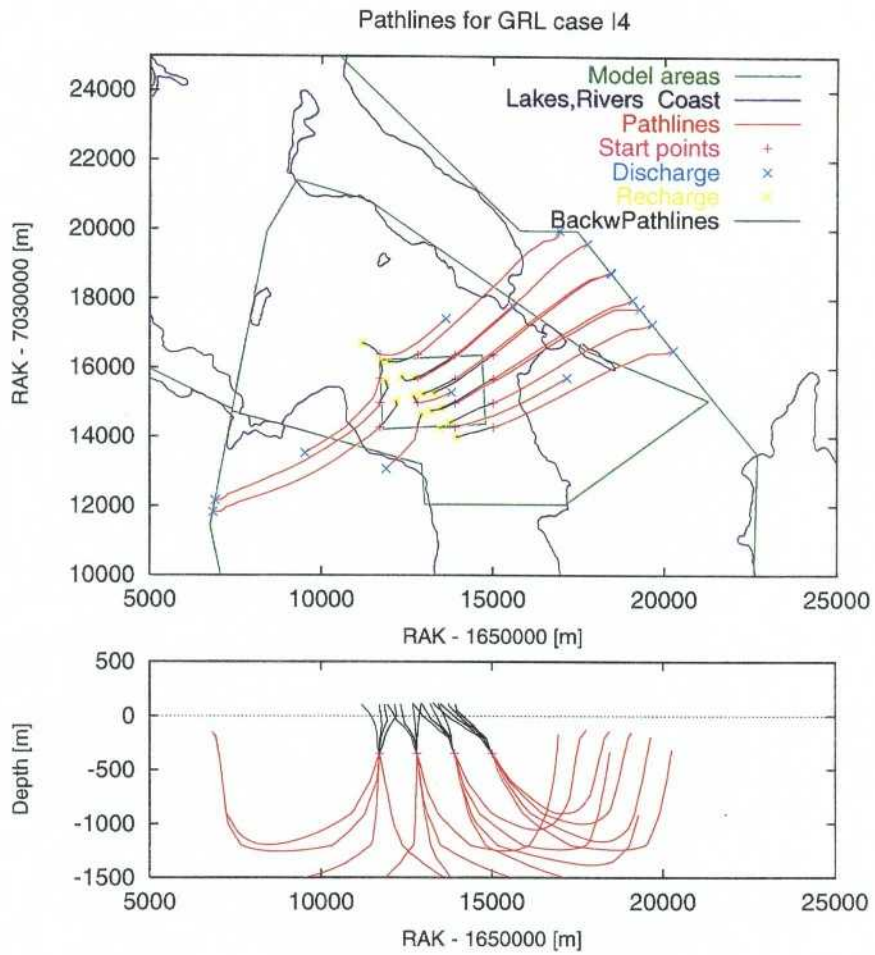 Pathlines for GRL case I4
24000
22000
20000
18000
16000
14000
12000
10000
RAK - 7030000 [m]
Model areas
Lakes,Rivers Coast
Pathlines
Start points
Discharge
Recharge
BackwPathlines
5000 10000 15000 20000 25000
RAK - 1650000 [m]
500
0
-500
-1000
-1500
Depth [m]
5000 10000 15000 20000 25000
RAK - 1650000 [m]